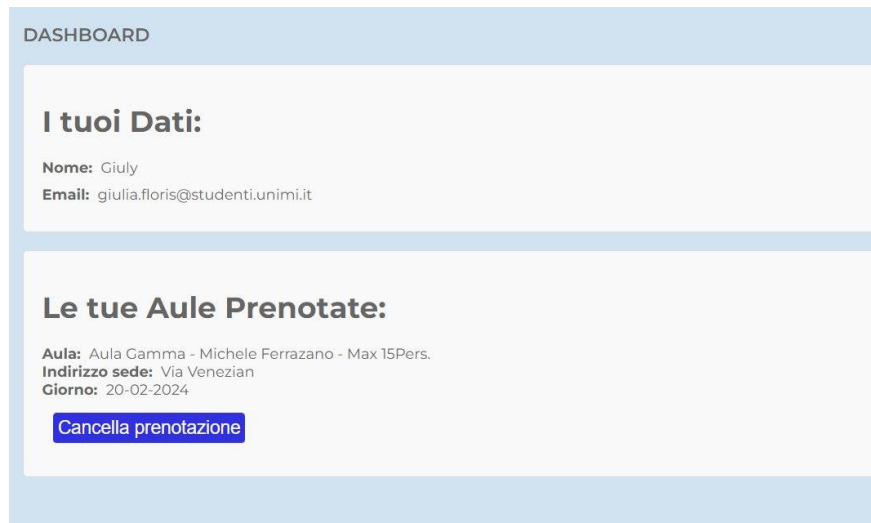 DASHBOARD
I tuoi Dati:
Nome: Giuly
Email: giulia.floris@studenti.unimi.it
Le tue Aule Prenotate:
Aula: Aula Gamma - Michele Ferrazano - Max 15Pers.
Indirizzo sede: Via Venezian
Giorno: 20-02-2024
Cancella prenotazione